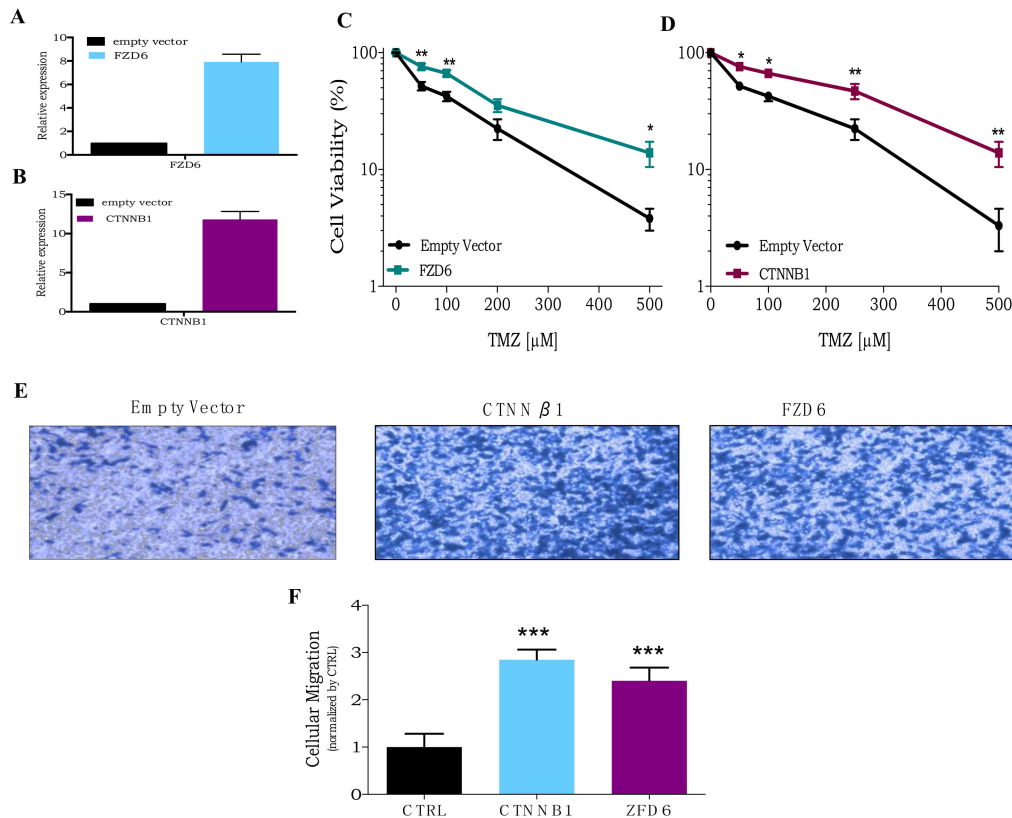 A
empty vector
FZD6
Relative expression
10
8
6
4
2
0
FZD6
B
empty vector
CTNNB1
Relative expression
15
10
5
0
CTNNB1
C
Cell Viability (%)
100
10
1
** ** *
Empty Vector
FZD6
0 100 200 300 400 500
TMZ [µM]
D
100
10
1
* * ** **
Empty Vector
CTNNB1
0 100 200 300 400 500
TMZ [µM]
E
Empty Vector
CTNN β1
FZD6
F
Cellular Migration
(normalized by CTRL)
4
3
2
1
0
*** ***
CTRL CTNNB1 ZFD6